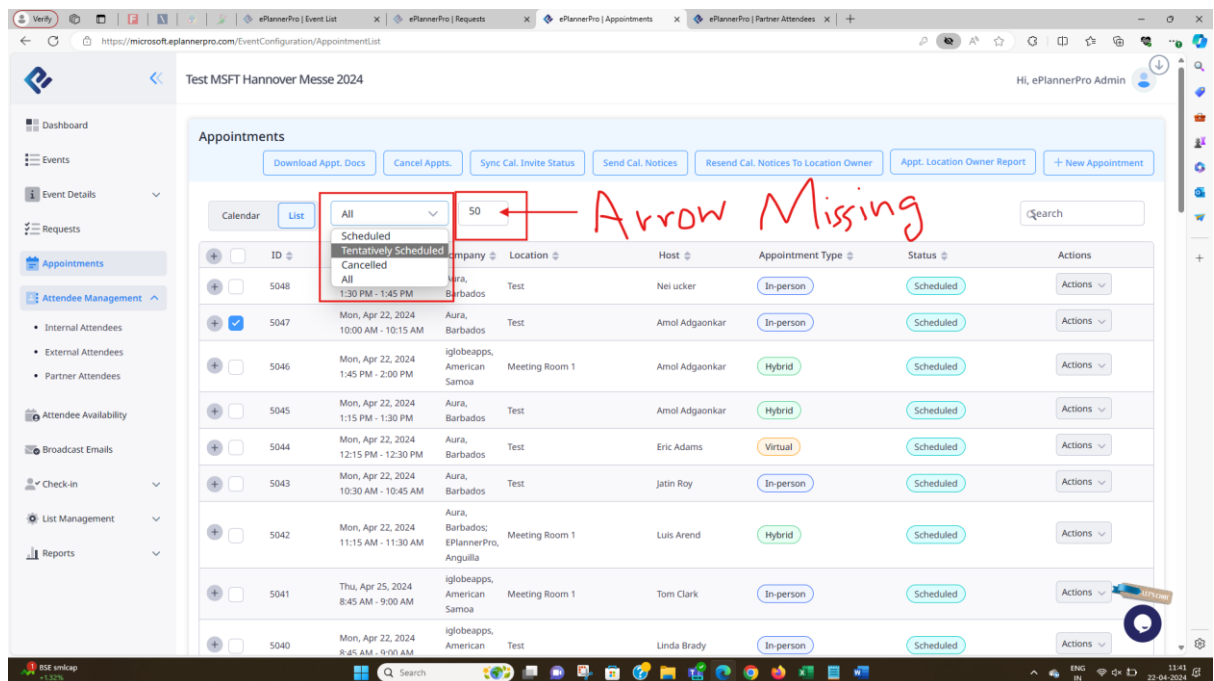 Verify
ePlannerPro | Event List
ePlannerPro | Requests
ePlannerPro | Appointments
ePlannerPro | Partner Attendees
https://microsoft.eplannerpro.com/EventConfiguration/AppointmentList
Test MSFT Hannover Messe 2024
Hi, ePlannerPro Admin
Dashboard
Events
Event Details
Requests
Appointments
Attendee Management
Internal Attendees
External Attendees
Partner Attendees
Attendee Availability
Broadcast Emails
Check-in
List Management
Reports
Appointments
Download Appt. Docs Cancel Appts. Sync Cal. Invite Status Send Cal. Notices Resend Cal. Notices To Location Owner Appt. Location Owner Report + New Appointment
Calendar List All 50 Arrow Missing Search
Scheduled
Tentatively Scheduled
Cancelled
All
ID ompany Location Host Appointment Type Status Actions
5048 1:30 PM - 1:45 PM Aura, Barbados Test Nei ucker In-person Scheduled Actions
5047 Mon, Apr 22, 2024 10:00 AM - 10:15 AM Aura, Barbados Test Amol Adgaonkar In-person Scheduled Actions
5046 Mon, Apr 22, 2024 1:45 PM - 2:00 PM iglobeapps, American Samoa Meeting Room 1 Amol Adgaonkar Hybrid Scheduled Actions
5045 Mon, Apr 22, 2024 1:15 PM - 1:30 PM Aura, Barbados Test Amol Adgaonkar Hybrid Scheduled Actions
5044 Mon, Apr 22, 2024 12:15 PM - 12:30 PM Aura, Barbados Test Eric Adams Virtual Scheduled Actions
5043 Mon, Apr 22, 2024 10:30 AM - 10:45 AM Aura, Barbados Test Jatin Roy In-person Scheduled Actions
5042 Mon, Apr 22, 2024 11:15 AM - 11:30 AM Aura, Barbados; EPlannerPro, Anguilla Meeting Room 1 Luis Arend Hybrid Scheduled Actions
5041 Thu, Apr 25, 2024 8:45 AM - 9:00 AM iglobeapps, American Samoa Meeting Room 1 Tom Clark In-person Scheduled Actions
5040 Mon, Apr 22, 2024 8:45 AM - 9:00 AM iglobeapps, American Test Linda Brady In-person Scheduled Actions
BSE smlcap
+1.32%
Search
ENG
IN
11:41
22-04-2024